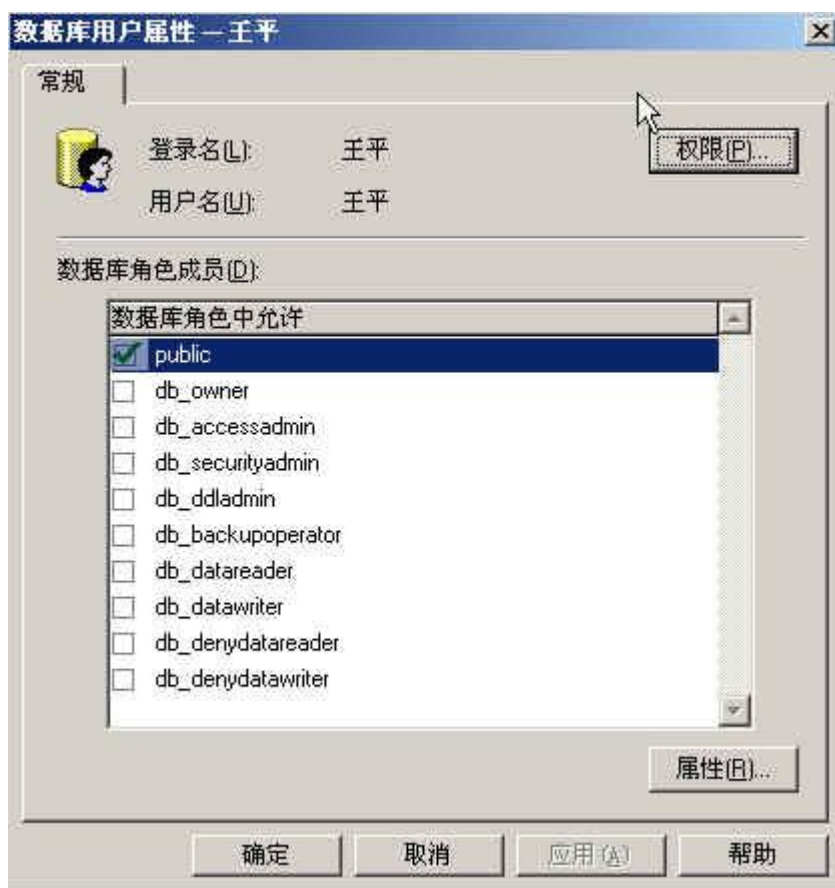 数据库用户属性 — 王平
常规
登录名(L): 王平
权限(P)...
用户名(U): 王平
数据库角色成员(D):
数据库角色中允许
public
db_owner
db_accessadmin
db_securityadmin
db_ddladmin
db_backupoperator
db_datareader
db_datawriter
db_denydatareader
db_denydatawriter
属性(R)...
确定 取消 应用(A) 帮助